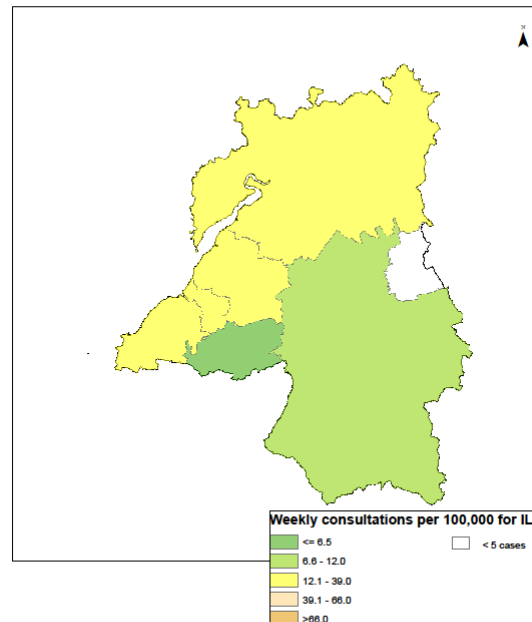 Weekly consultations per 100,000 for IL
<= 6.5
< 5 cases
6.6 - 12.0
12.1 - 39.0
39.1 - 66.0
>66.0